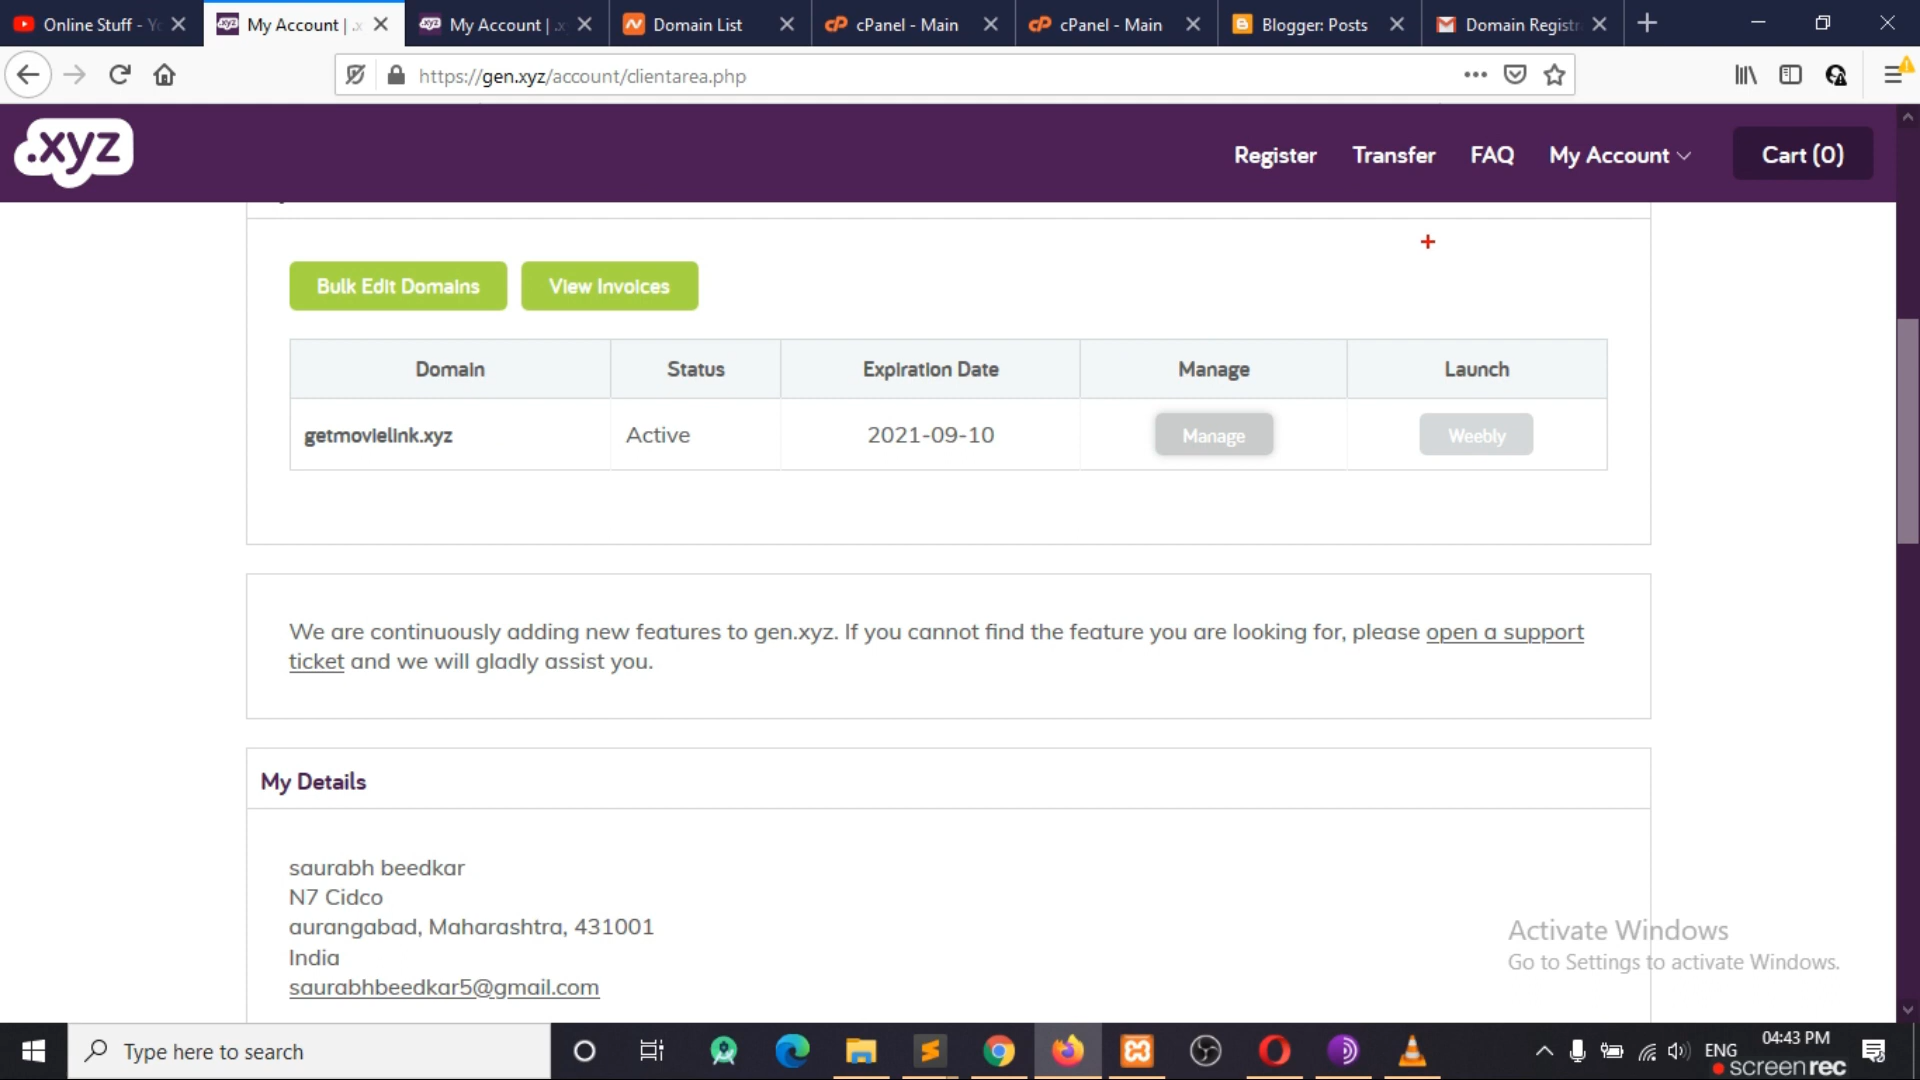 Online Stuff - Yo
My Account | .x
My Account | .x
Domain List
cPanel - Main
cPanel - Main
Blogger: Posts
Domain Registr
https://gen.xyz/account/clientarea.php
.xyz
Register
Transfer
FAQ
My Account
Cart (0)
Bulk Edit Domains
View Invoices
Domain
Status
Expiration Date
Manage
Launch
getmovielink.xyz
Active
2021-09-10
Manage
Weebly
We are continuously adding new features to gen.xyz. If you cannot find the feature you are looking for, please open a support
ticket and we will gladly assist you.
My Details
saurabh beedkar
N7 Cidco
aurangabad, Maharashtra, 431001
India
saurabhbeedkar5@gmail.com
Activate Windows
Go to Settings to activate Windows.
Type here to search
ENG
04:43 PM
screenrec